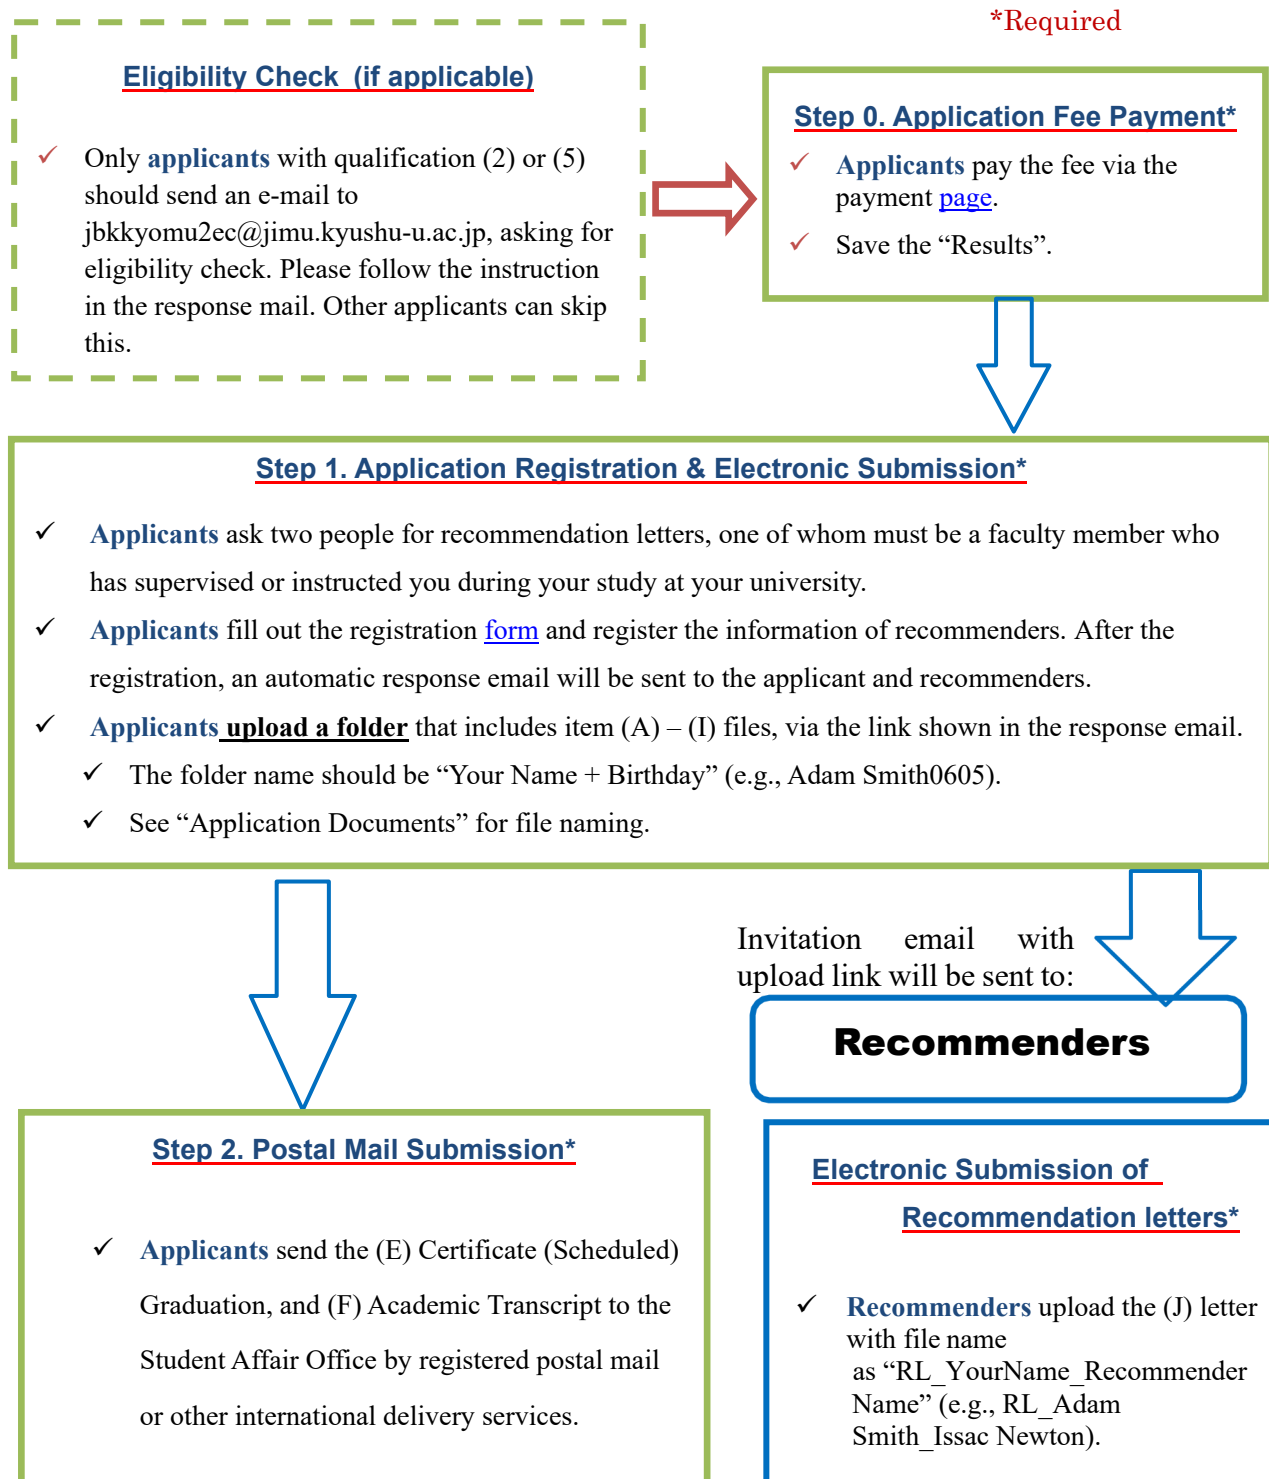 *Required
Eligibility Check  (if applicable)
✓ Only applicants with qualification (2) or (5)
should send an e-mail to
jbkkyomu2ec@jimu.kyushu-u.ac.jp, asking for
eligibility check. Please follow the instruction
in the response mail. Other applicants can skip
this.
Step 0. Application Fee Payment*
✓ Applicants pay the fee via the
payment page.
✓ Save the “Results”.
Step 1. Application Registration & Electronic Submission*
✓ Applicants ask two people for recommendation letters, one of whom must be a faculty member who
has supervised or instructed you during your study at your university.
✓ Applicants fill out the registration form and register the information of recommenders. After the
registration, an automatic response email will be sent to the applicant and recommenders.
✓ Applicants upload a folder that includes item (A) – (I) files, via the link shown in the response email.
✓ The folder name should be “Your Name + Birthday” (e.g., Adam Smith0605).
✓ See “Application Documents” for file naming.
Invitation email with
upload link will be sent to:
Recommenders
Step 2. Postal Mail Submission*
✓ Applicants send the (E) Certificate (Scheduled)
Graduation, and (F) Academic Transcript to the
Student Affair Office by registered postal mail
or other international delivery services.
Electronic Submission of
Recommendation letters*
✓ Recommenders upload the (J) letter
with file name
as “RL_YourName_Recommender
Name” (e.g., RL_Adam
Smith_Issac Newton).